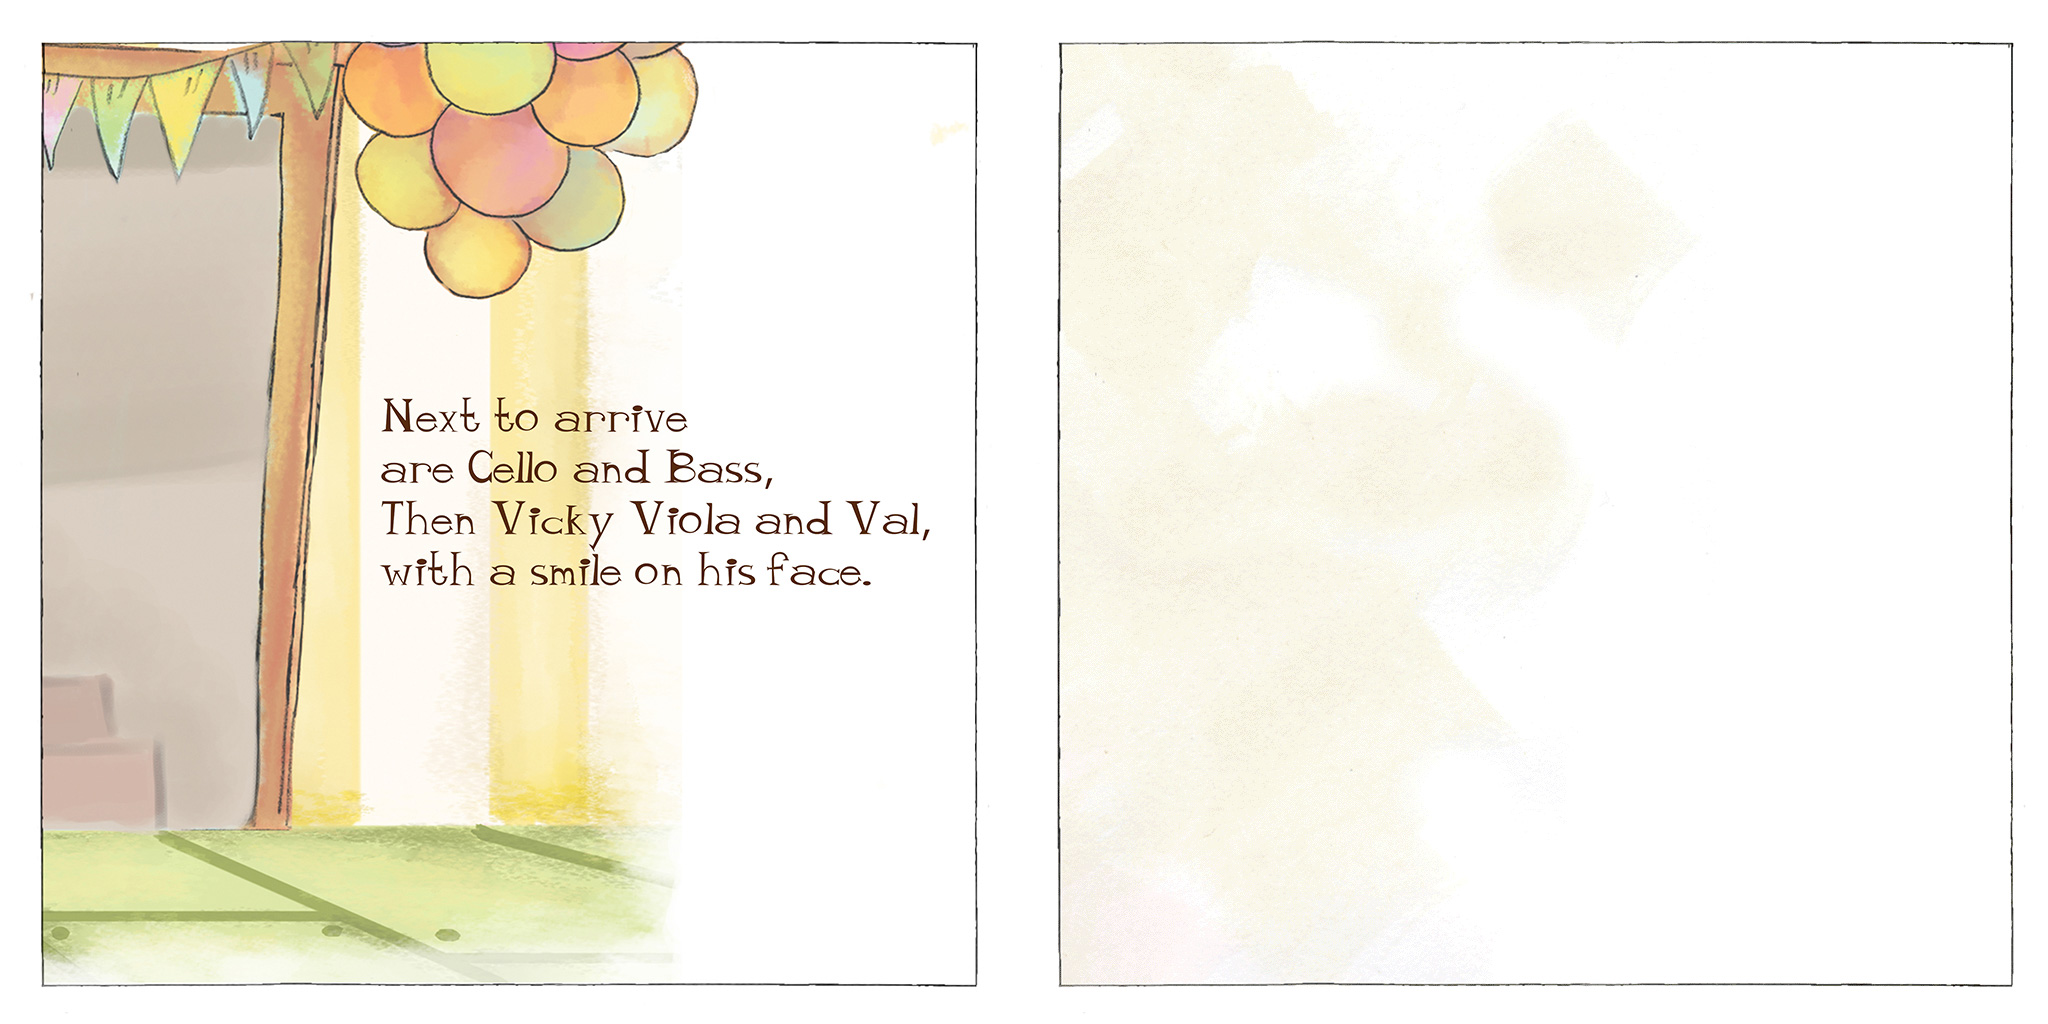 Next to arrive
are Cello and Bass,
Then Vicky Viola and Val,
with a smile on his face.